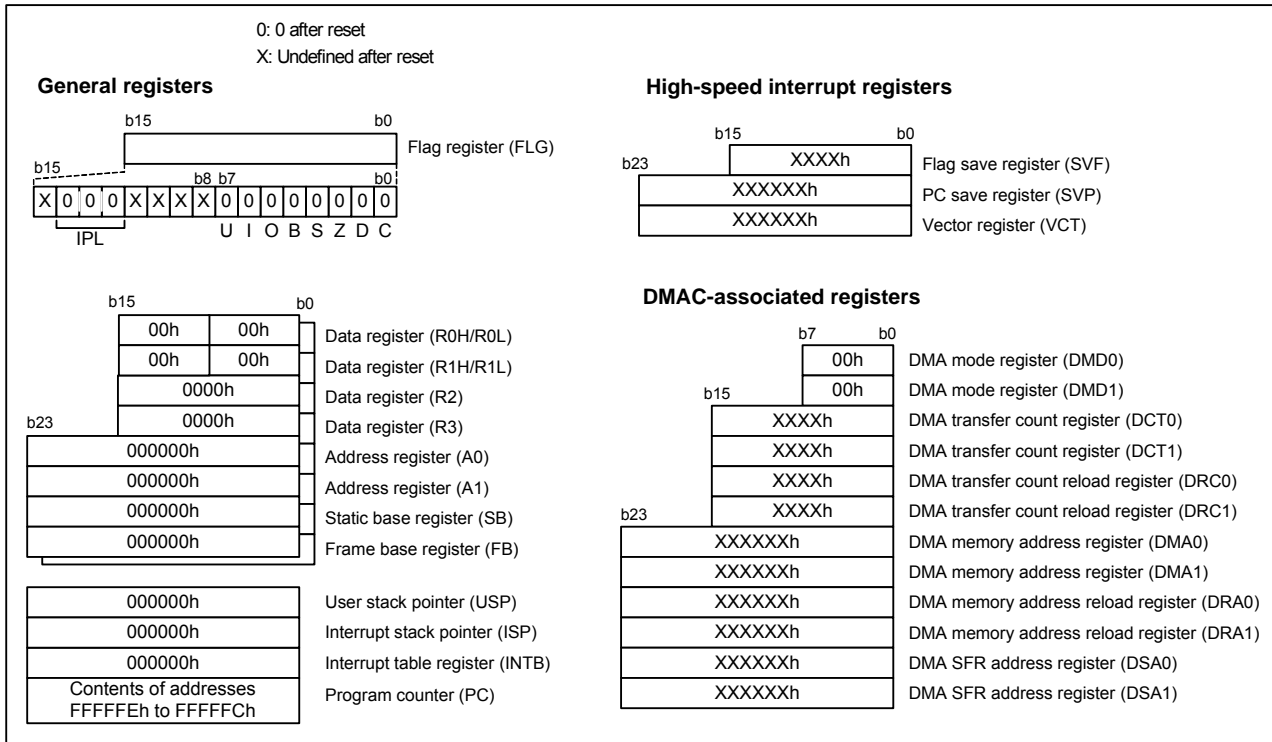 0: 0 after reset
X: Undefined after reset
General registers
b15 b0
Flag register (FLG)
b15 b8 b7 b0
X 0 0 0 X X X X 0 0 0 0 0 0 0 0
IPL U I O B S Z D C
b15 b0
00h 00h Data register (R0H/R0L)
00h 00h Data register (R1H/R1L)
0000h Data register (R2)
b23 0000h Data register (R3)
000000h Address register (A0)
000000h Address register (A1)
000000h Static base register (SB)
000000h Frame base register (FB)
000000h User stack pointer (USP)
000000h Interrupt stack pointer (ISP)
000000h Interrupt table register (INTB)
Contents of addresses
FFFFFEh to FFFFFCh
Program counter (PC)
High-speed interrupt registers
b15 b0
b23 XXXXh Flag save register (SVF)
XXXXXXh PC save register (SVP)
XXXXXXh Vector register (VCT)
DMAC-associated registers
b7 b0
00h DMA mode register (DMD0)
b15 00h DMA mode register (DMD1)
XXXXh DMA transfer count register (DCT0)
XXXXh DMA transfer count register (DCT1)
XXXXh DMA transfer count reload register (DRC0)
b23 XXXXh DMA transfer count reload register (DRC1)
XXXXXXh DMA memory address register (DMA0)
XXXXXXh DMA memory address register (DMA1)
XXXXXXh DMA memory address reload register (DRA0)
XXXXXXh DMA memory address reload register (DRA1)
XXXXXXh DMA SFR address register (DSA0)
XXXXXXh DMA SFR address register (DSA1)